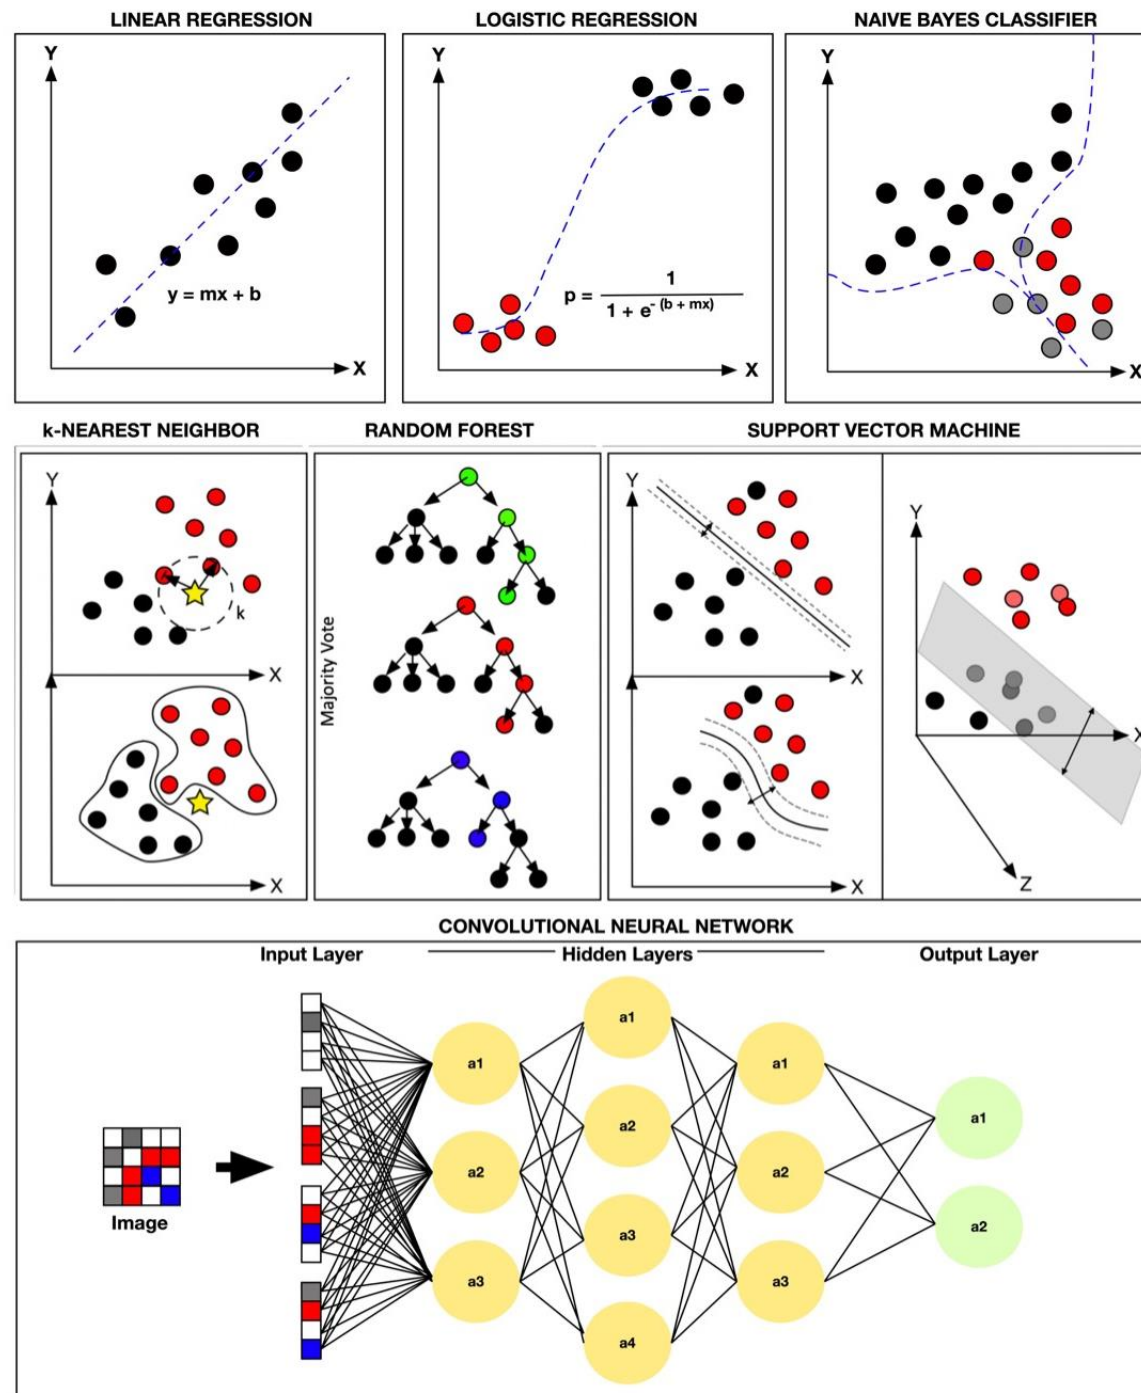 LINEAR REGRESSION
Y
y = mx + b
X
LOGISTIC REGRESSION
Y
p = 1 / 1 + e^- (b + mx)
X
NAIVE BAYES CLASSIFIER
Y
X
k-NEAREST NEIGHBOR
Y
k
X
X
RANDOM FOREST
Majority Vote
SUPPORT VECTOR MACHINE
Y
X
X
Y
X
Z
CONVOLUTIONAL NEURAL NETWORK
Input Layer
Hidden Layers
Output Layer
Image
a1
a2
a3
a1
a2
a3
a4
a1
a2
a3
a1
a2